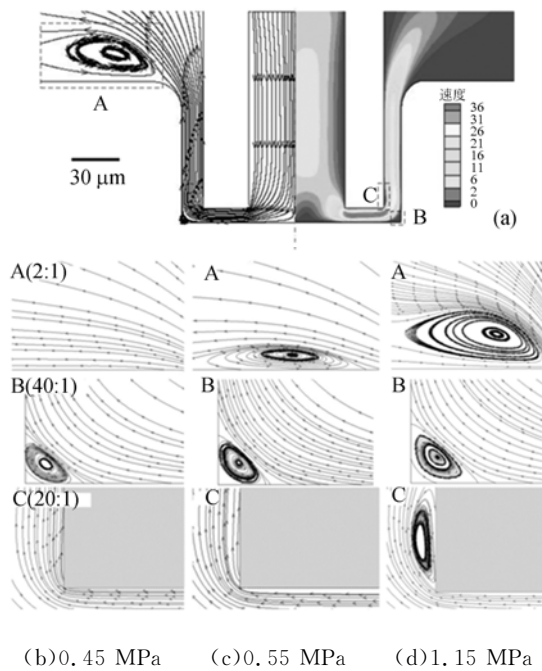 A
30 μm
速度
36
31
26
21
16
11
6
2
0
C
B
(a)
A(2:1)
A
A
B(40:1)
B
B
C(20:1)
C
C
(b)0.45 MPa
(c)0.55 MPa
(d)1.15 MPa